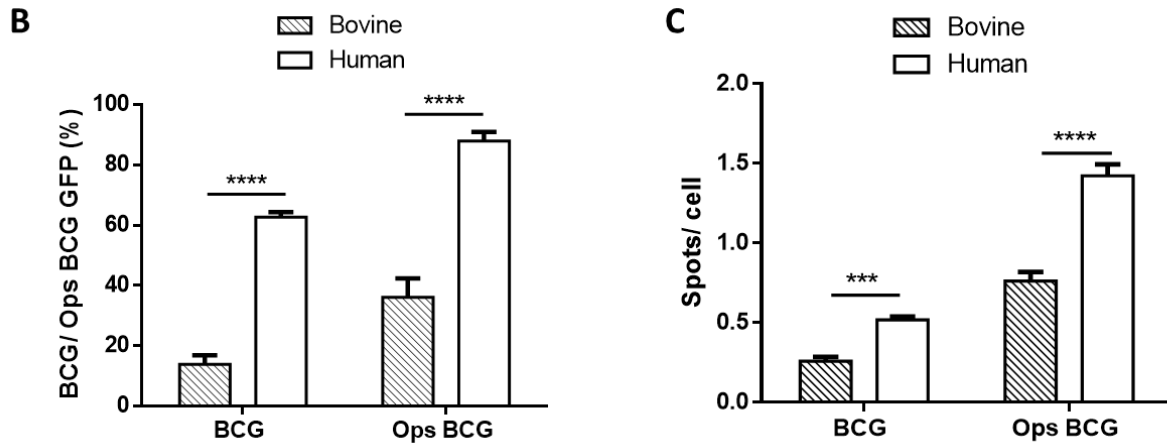 B
Bovine
Human
BCG/ Ops BCG GFP (%)
100
80
60
40
20
0
****
****
BCG
Ops BCG
C
Bovine
Human
Spots/ cell
2.0
1.5
1.0
0.5
0.0
***
****
BCG
Ops BCG